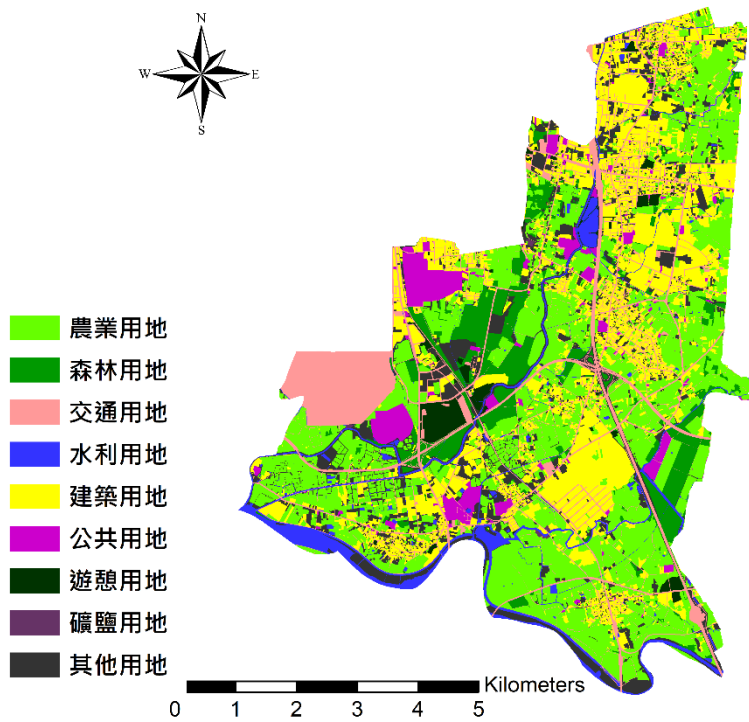 N
W
E
S
農業用地
森林用地
交通用地
水利用地
建築用地
公共用地
遊憩用地
礦鹽用地
其他用地
Kilometers
0 1 2 3 4 5